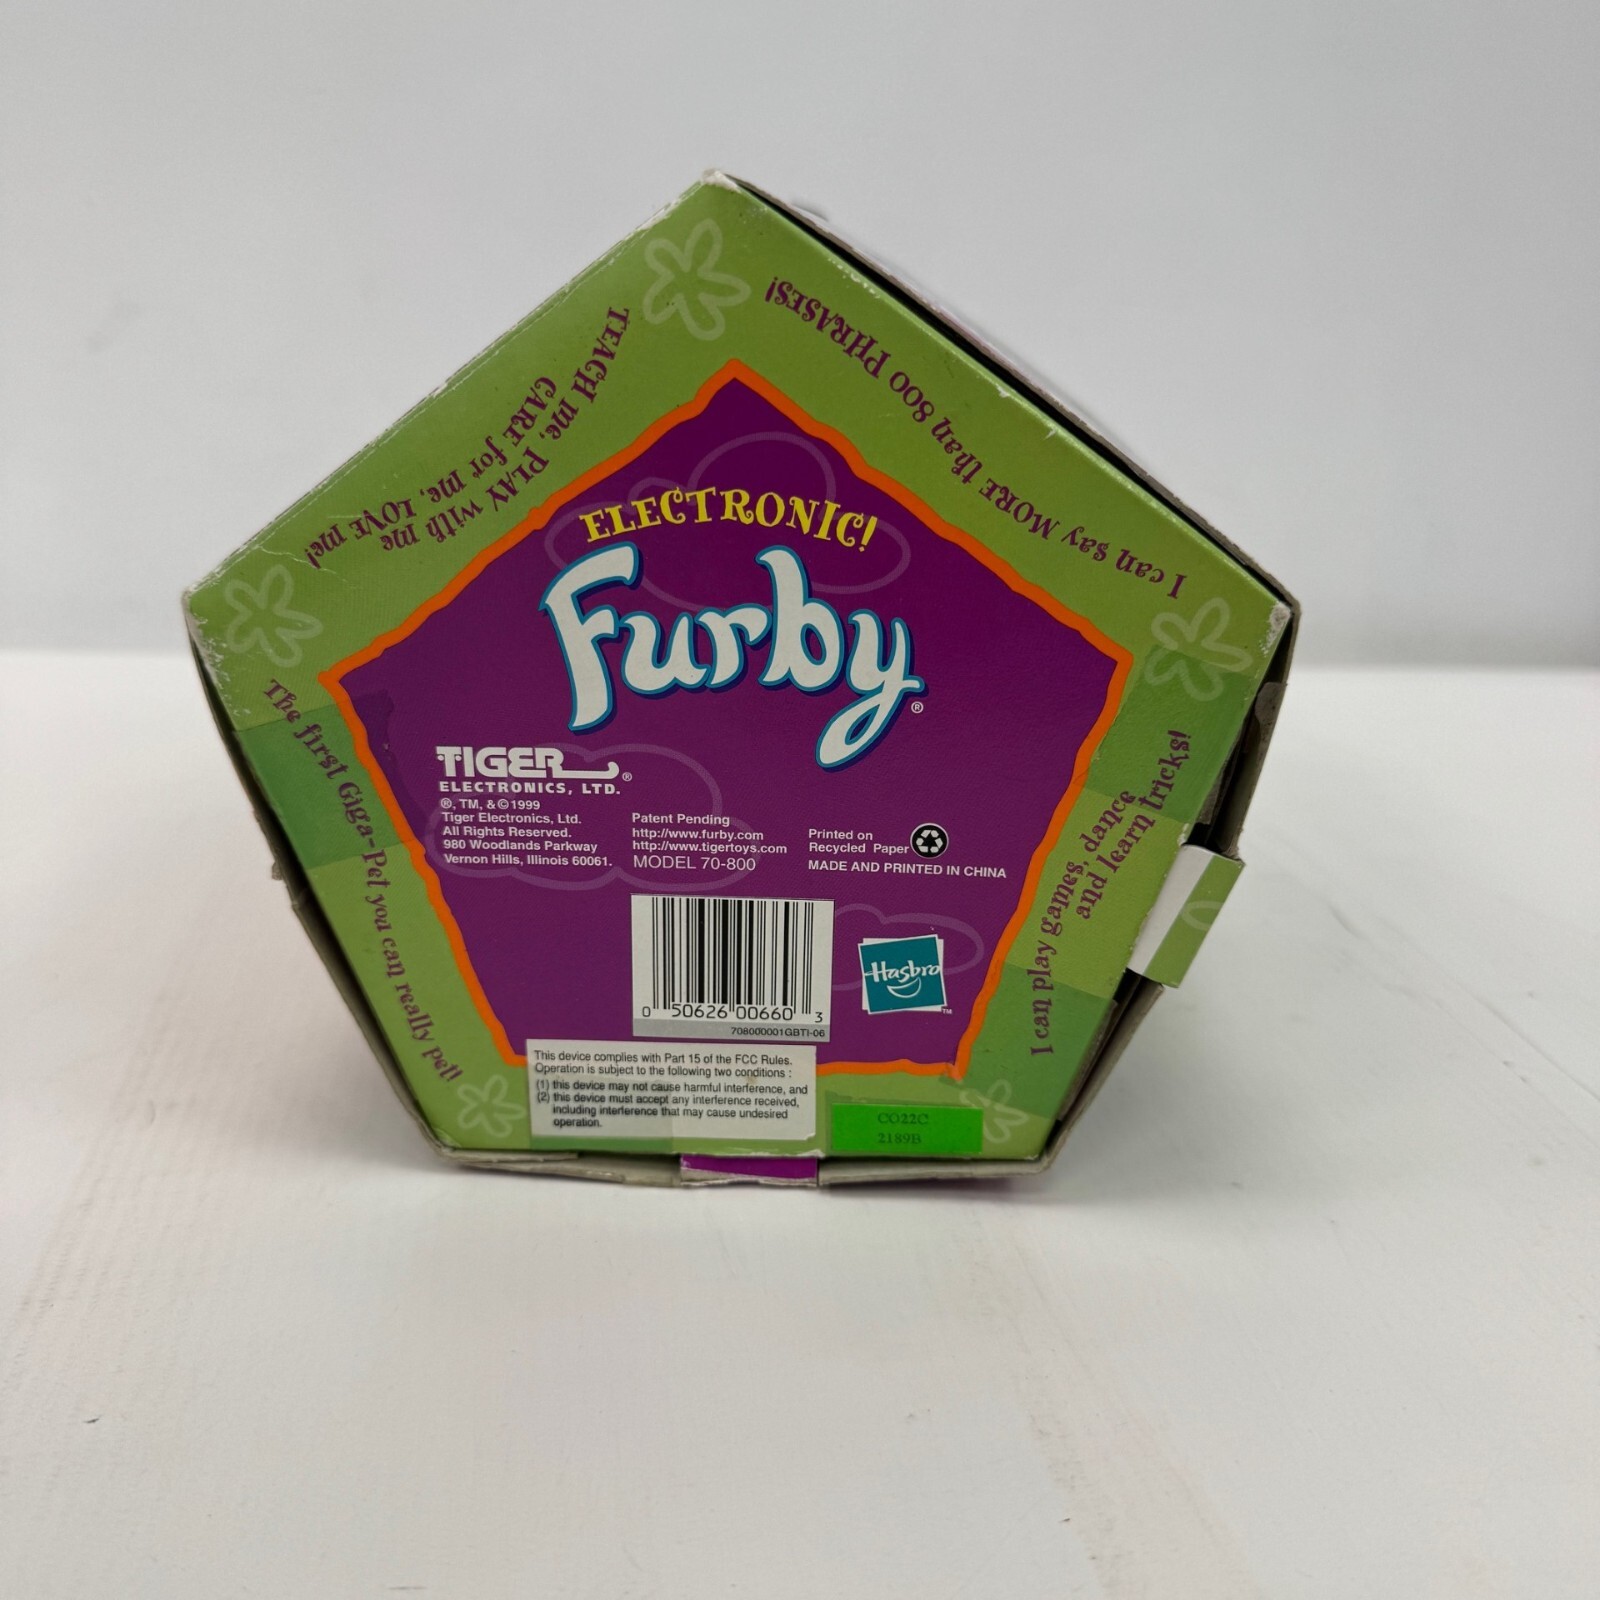 TEACH me, PLAY with me
CARE for me, LOVE me!
I can say MORE than 800 PHRASES!
ELECTRONIC!
Furby®
The first Giga-Pet you can really pet!
I can play games, dance
and learn tricks!
TIGER®
ELECTRONICS, LTD.
®, TM, & © 1999
Tiger Electronics, Ltd.
All Rights Reserved.
980 Woodlands Parkway
Vernon Hills, Illinois 60061.
Patent Pending
http://www.furby.com
http://www.tigertoys.com
MODEL 70-800
Printed on
Recycled Paper
MADE AND PRINTED IN CHINA
0 50626 00660 3
708000001GBTI-06
Hasbro
TM
This device complies with Part 15 of the FCC Rules.
Operation is subject to the following two conditions :
(1) this device may not cause harmful interference, and
(2) this device must accept any interference received,
including interference that may cause undesired
operation.
CO22C
2189B